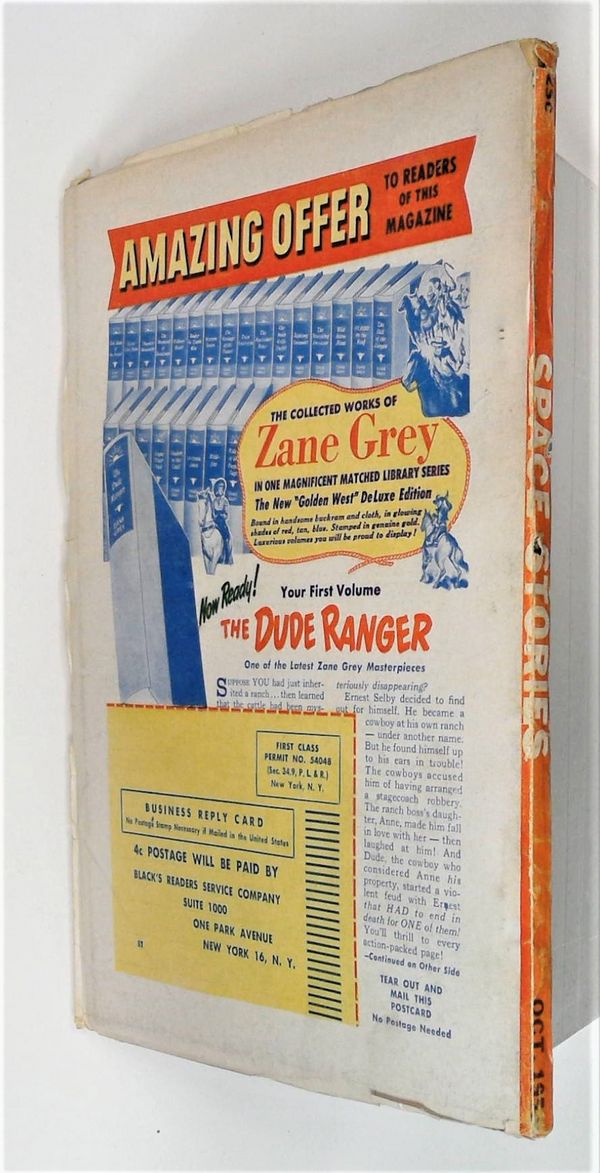 AMAZING OFFER
TO READERS
OF THIS
MAGAZINE
THE COLLECTED WORKS OF
Zane Grey
IN ONE MAGNIFICENT MATCHED LIBRARY SERIES
The New "Golden West" DeLuxe Edition
Bound in handsome buckram and cloth, in glowing
shades of red, tan, blue. Stamped in genuine gold.
Luxurious volumes you will be proud to display!
The
Dude
Ranger
ZANE
GREY
Now Ready!
Your First Volume
THE DUDE RANGER
One of the Latest Zane Grey Masterpieces
SUPPOSE YOU had just inher-
ited a ranch... then learned
that the cattle had been mys-
teriously disappearing?
Ernest Selby decided to find
out for himself. He became a
cowboy at his own ranch
— under another name.
But he found himself up
to his ears in trouble!
The cowboys accused
him of having arranged
a stagecoach robbery.
The ranch boss's daugh-
ter, Anne, made him fall
in love with her — then
laughed at him! And
Dude, the cowboy who
considered Anne his
property, started a vio-
lent feud with Ernest
that HAD to end in
death for ONE of them!
You'll thrill to every
action-packed page!
—Continued on Other Side
TEAR OUT AND
MAIL THIS
POSTCARD
No Postage Needed
FIRST CLASS
PERMIT NO. 54048
(Sec. 34.9, P. L. & R.)
New York, N. Y.
BUSINESS REPLY CARD
No Postage Stamp Necessary if Mailed in the United States
4c POSTAGE WILL BE PAID BY
BLACK'S READERS SERVICE COMPANY
SUITE 1000
ONE PARK AVENUE
NEW YORK 16, N. Y.
25c
SPACE STORIES
OCT. 195